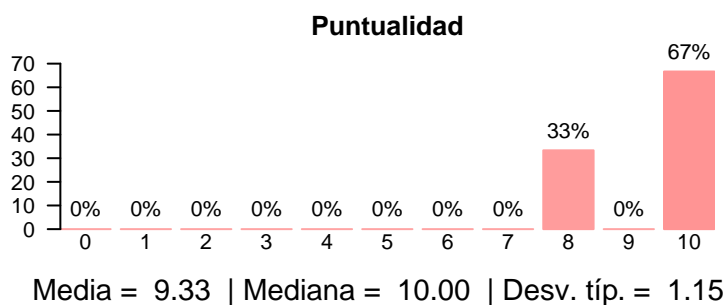 Puntualidad
70
60
50
40
30
20
10
0
0% 0% 0% 0% 0% 0% 0% 0% 33% 0% 67%
0 1 2 3 4 5 6 7 8 9 10
Media = 9.33 | Mediana = 10.00 | Desv. típ. = 1.15